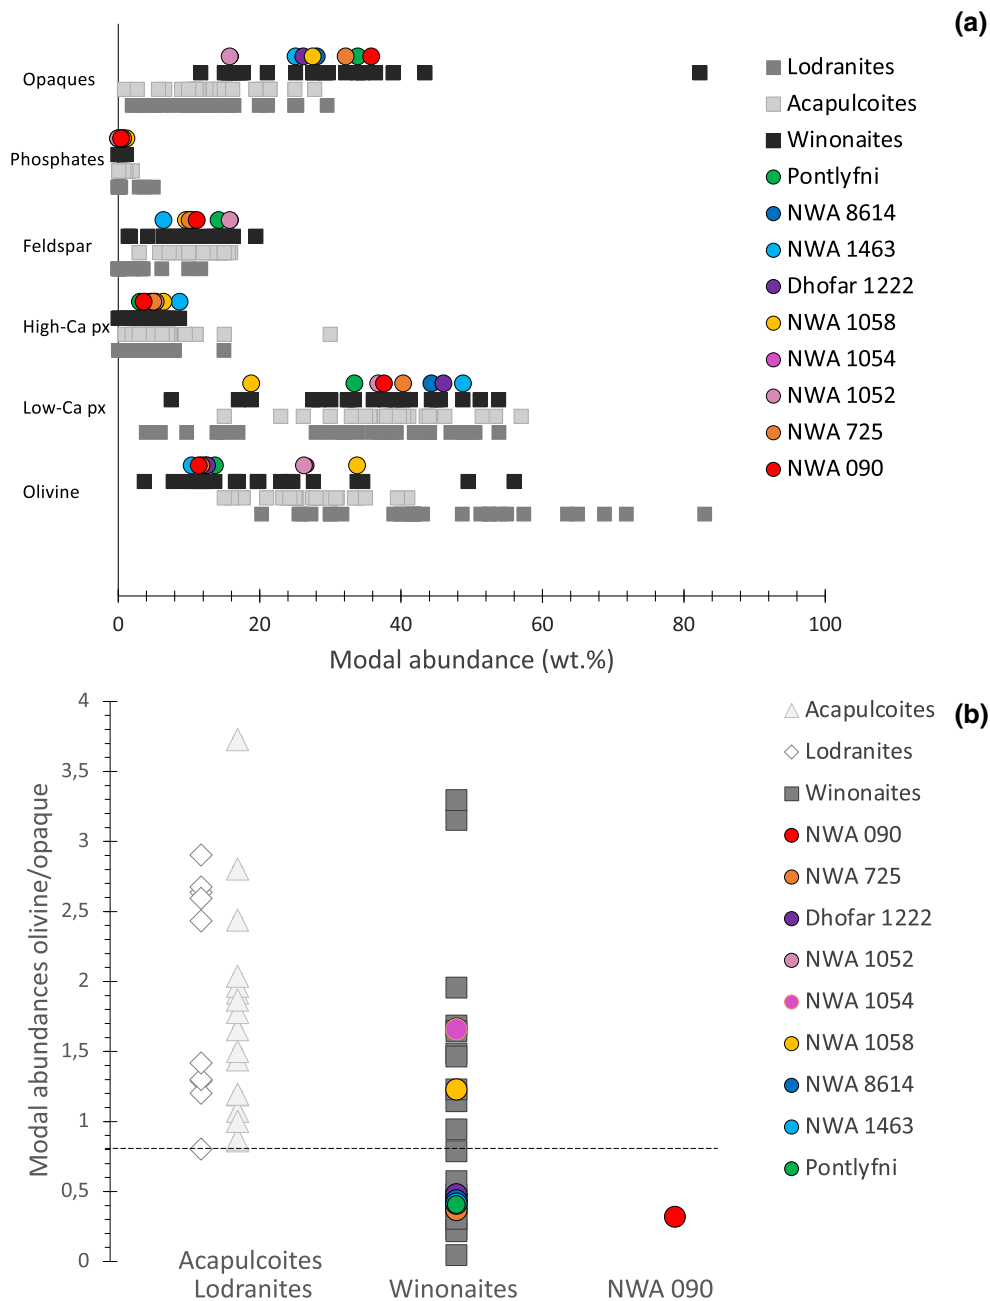 (a)
Opaques
Phosphates
Feldspar
High-Ca px
Low-Ca px
Olivine
Lodranites
Acapulcoites
Winonaites
Pontlyfni
NWA 8614
NWA 1463
Dhofar 1222
NWA 1058
NWA 1054
NWA 1052
NWA 725
NWA 090
0 20 40 60 80 100
Modal abundance (wt.%)
(b)
Modal abundances olivine/opaque
4
3,5
3
2,5
2
1,5
1
0,5
0
Acapulcoites
Lodranites
Winonaites
NWA 090
NWA 725
Dhofar 1222
NWA 1052
NWA 1054
NWA 1058
NWA 8614
NWA 1463
Pontlyfni
Acapulcoites
Lodranites Winonaites NWA 090